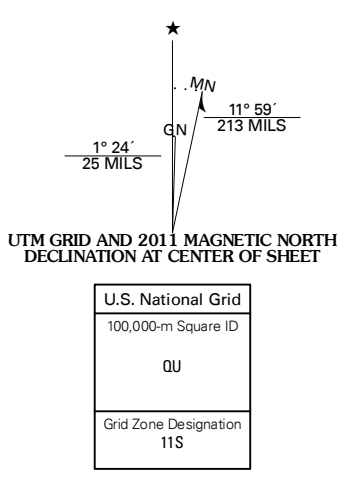 ★
MN
11° 59´
213 MILS
GN
1° 24´
25 MILS
UTM GRID AND 2011 MAGNETIC NORTH
DECLINATION AT CENTER OF SHEET
U.S. National Grid
100,000-m Square ID
QU
Grid Zone Designation
11S